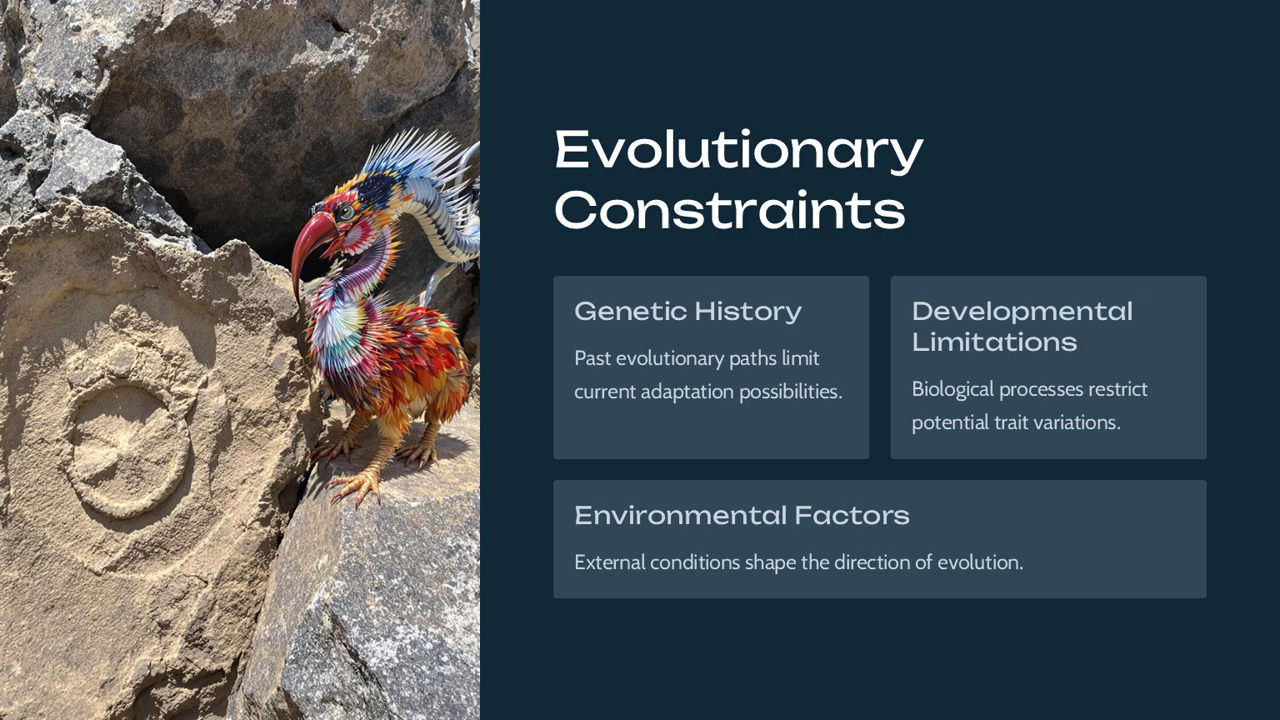 Evolutionary
Constraints
Genetic History
Past evolutionary paths limit
current adaptation possibilities.
Developmental
Limitations
Biological processes restrict
potential trait variations.
Environmental Factors
External conditions shape the direction of evolution.